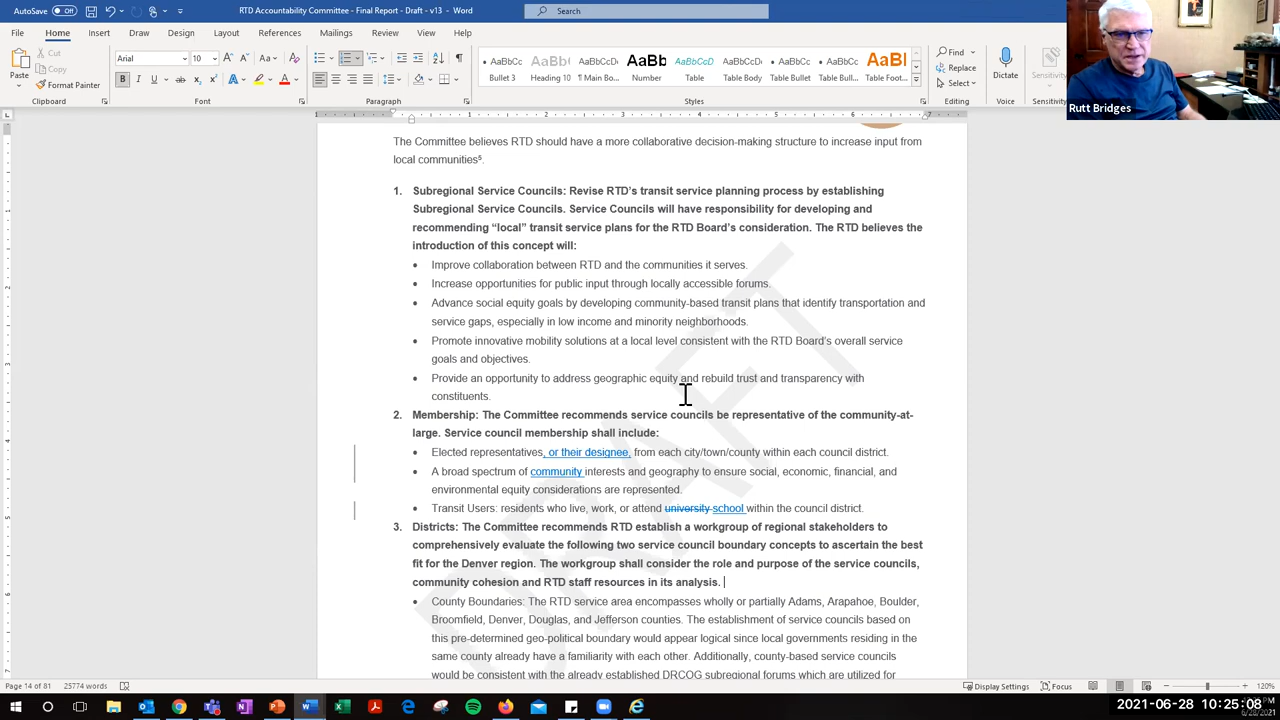 AutoSave Off RTD Accountability Committee - Final Report - Draft - v13 - Word Search
File Home Insert Draw Design Layout References Mailings Review View Help
Paste Cut Copy Format Painter
Arial 10
AaBbCc AaBbCc AaBb AaBbCcD AaBbCc AaBbCc AaBbCc AaBI
Bullet 3 Heading 10 ¶ Main Bo... Number Table Table Body Table Bullet Table Bull... Table Foot...
Find Replace Select Dictate Sensitivity
Clipboard Font Paragraph Styles Editing Voice Sensitivity
Rutt Bridges
The Committee believes RTD should have a more collaborative decision-making structure to increase input from
local communities⁵.
1. Subregional Service Councils: Revise RTD's transit service planning process by establishing
Subregional Service Councils. Service Councils will have responsibility for developing and
recommending “local” transit service plans for the RTD Board's consideration. The RTD believes the
introduction of this concept will:
• Improve collaboration between RTD and the communities it serves.
• Increase opportunities for public input through locally accessible forums.
• Advance social equity goals by developing community-based transit plans that identify transportation and
service gaps, especially in low income and minority neighborhoods.
• Promote innovative mobility solutions at a local level consistent with the RTD Board's overall service
goals and objectives.
• Provide an opportunity to address geographic equity and rebuild trust and transparency with
constituents.
2. Membership: The Committee recommends service councils be representative of the community-at-
large. Service council membership shall include:
• Elected representatives, or their designee, from each city/town/county within each council district.
• A broad spectrum of community interests and geography to ensure social, economic, financial, and
environmental equity considerations are represented.
• Transit Users: residents who live, work, or attend university school within the council district.
3. Districts: The Committee recommends RTD establish a workgroup of regional stakeholders to
comprehensively evaluate the following two service council boundary concepts to ascertain the best
fit for the Denver region. The workgroup shall consider the role and purpose of the service councils,
community cohesion and RTD staff resources in its analysis.
• County Boundaries: The RTD service area encompasses wholly or partially Adams, Arapahoe, Boulder,
Broomfield, Denver, Douglas, and Jefferson counties. The establishment of service councils based on
this pre-determined geo-political boundary would appear logical since local governments residing in the
same county already have a familiarity with each other. Additionally, county-based service councils
would be consistent with the already established DRCOG subregional forums which are utilized for
DRAFT
Page 14 of 81 25774 words Display Settings Focus 120%
2021-06-28 10:25:08